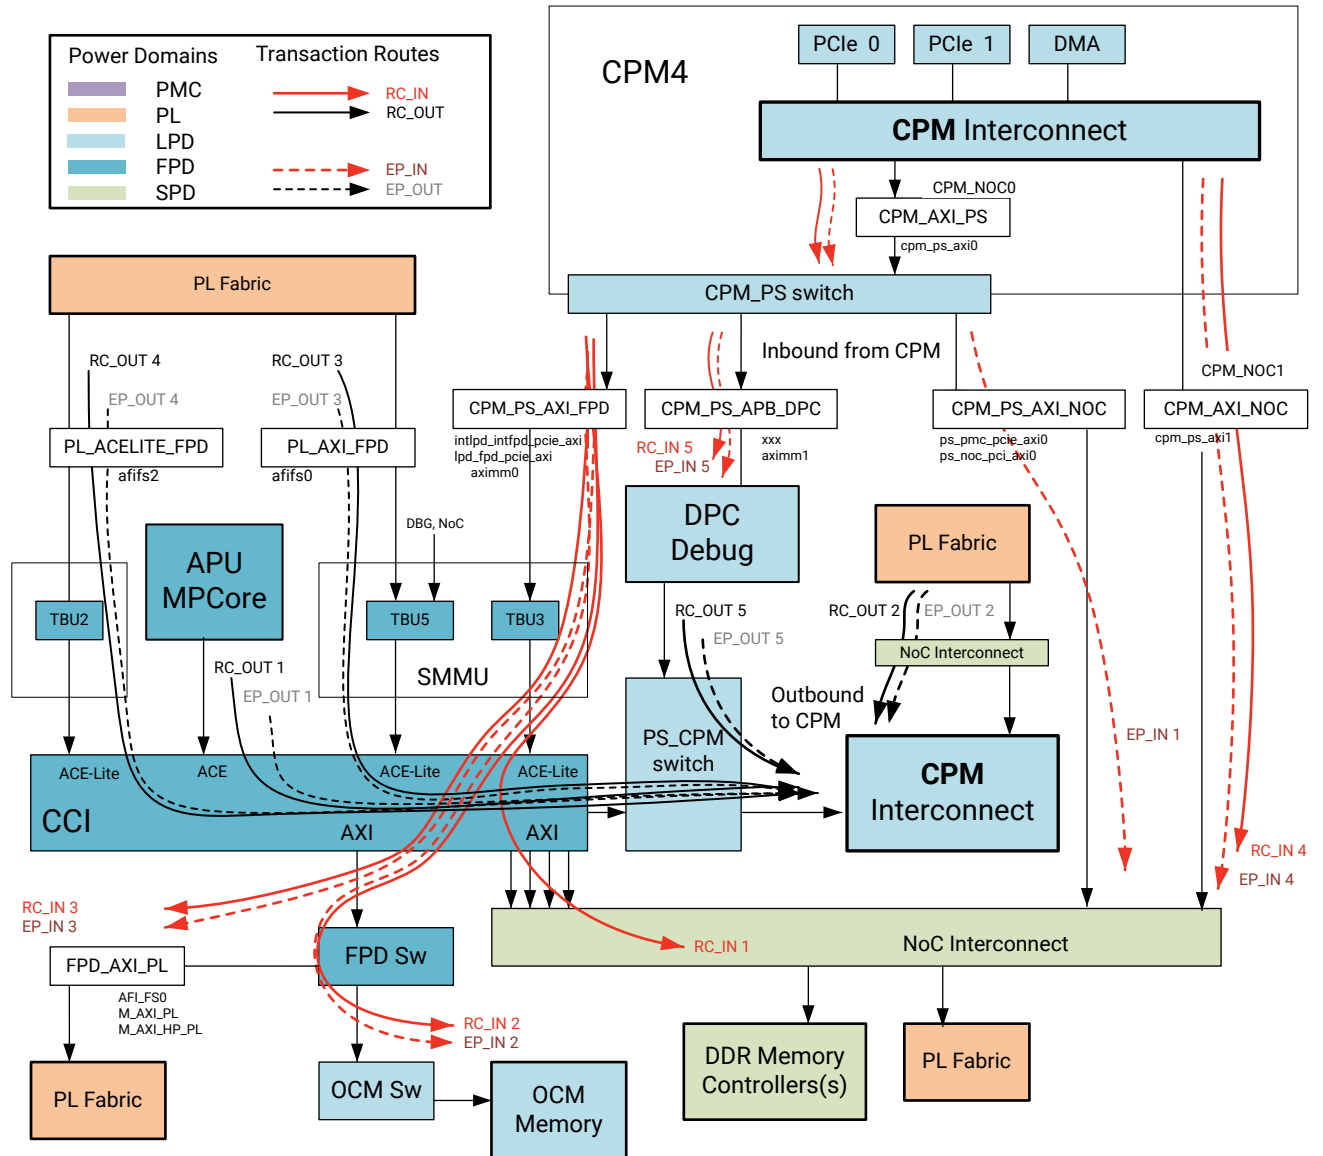 Power Domains
PMC
PL
LPD
FPD
SPD
Transaction Routes
RC_IN
RC_OUT
EP_IN
EP_OUT
CPM4
PCIe 0
PCIe 1
DMA
CPM Interconnect
CPM_NOC0
CPM_AXI_PS
cpm_ps_axi0
CPM_PS switch
Inbound from CPM
CPM_NOC1
PL Fabric
RC_OUT 4
EP_OUT 4
RC_OUT 3
EP_OUT 3
PL_ACELITE_FPD
afifs2
PL_AXI_FPD
afifs0
CPM_PS_AXI_FPD
intlpd_intfpd_pcie_axi
lpd_fpd_pcie_axi
aximm0
CPM_PS_APB_DPC
xxx
aximm1
RC_IN 5
EP_IN 5
CPM_PS_AXI_NOC
ps_pmc_pcie_axi0
ps_noc_pci_axi0
CPM_AXI_NOC
cpm_ps_axi1
APU
MPCore
DBG, NoC
DPC
Debug
PL Fabric
TBU2
TBU5
TBU3
SMMU
RC_OUT 1
EP_OUT 1
RC_OUT 5
EP_OUT 5
RC_OUT 2
EP_OUT 2
NoC Interconnect
Outbound
to CPM
PS_CPM
switch
CPM
Interconnect
EP_IN 1
ACE-Lite
ACE
ACE-Lite
ACE-Lite
CCI
AXI
AXI
RC_IN 4
EP_IN 4
RC_IN 3
EP_IN 3
FPD_AXI_PL
AFI_FS0
M_AXI_PL
M_AXI_HP_PL
FPD Sw
RC_IN 1
NoC Interconnect
RC_IN 2
EP_IN 2
PL Fabric
OCM Sw
OCM
Memory
DDR Memory
Controllers(s)
PL Fabric